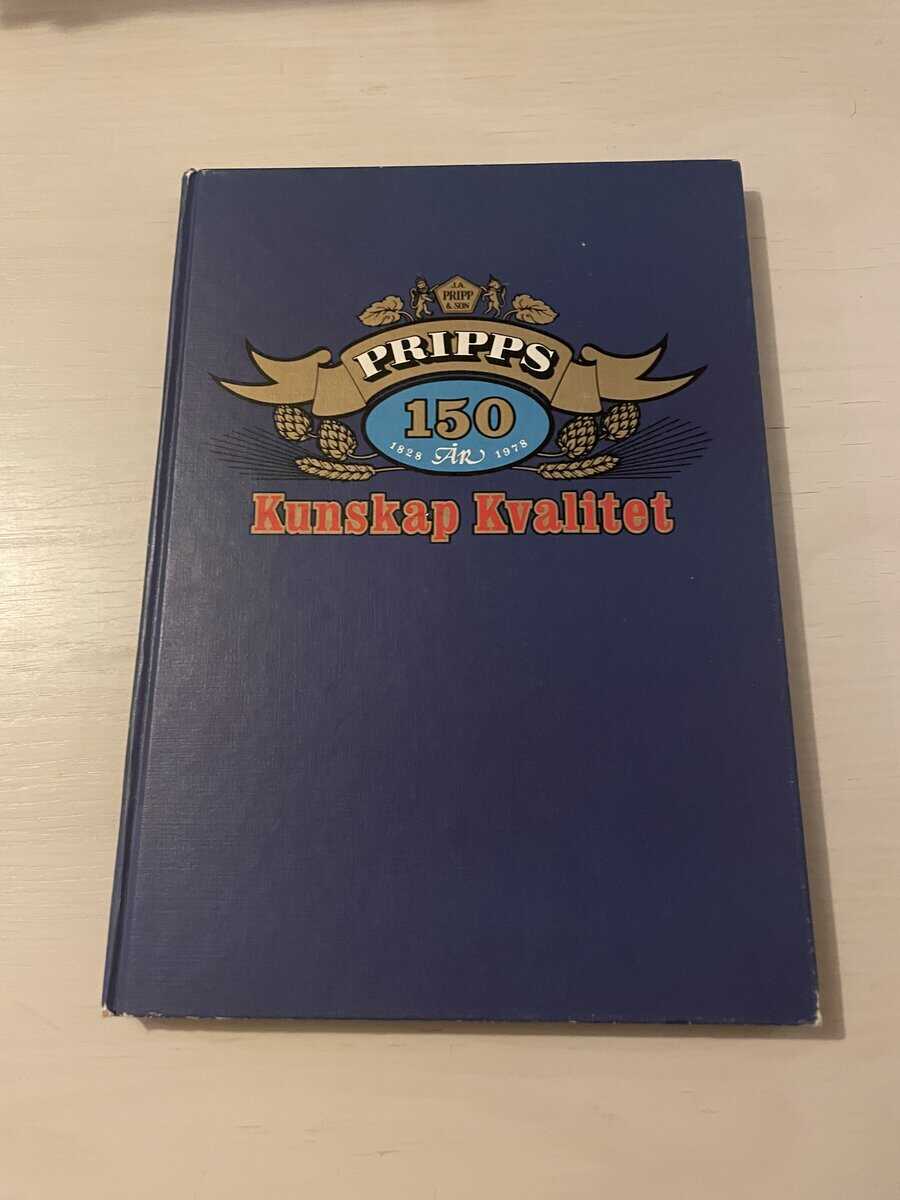 J.A.
PRIPP
& SON
PRIPPS
150
1828 ÅR 1978
Kunskap Kvalitet